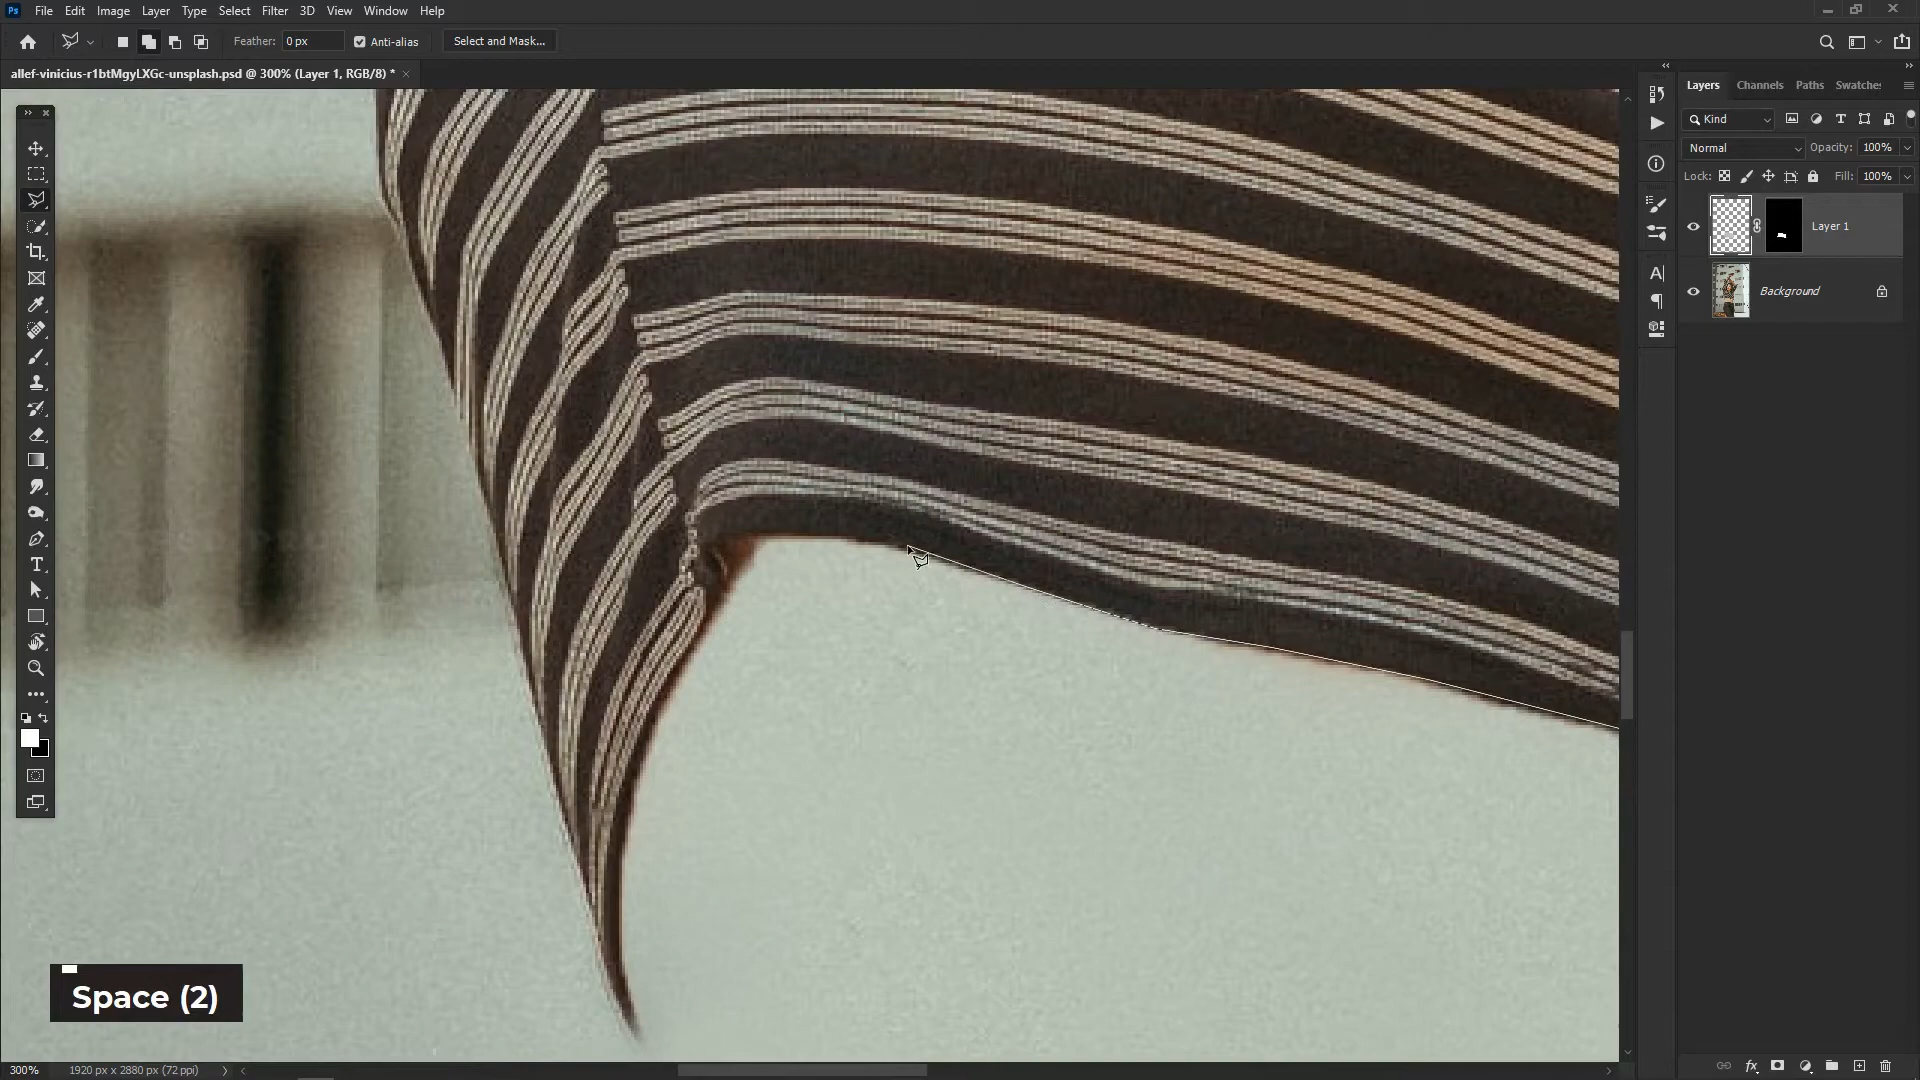 Ps File Edit Image Layer Type Select Filter 3D View Window Help
Feather: 0 px Anti-alias Select and Mask...
allef-vinicius-r1btMgyLXGc-unsplash.psd @ 300% (Layer 1, RGB/8) *
Layers Channels Paths Swatches
Kind
Normal Opacity: 100%
Lock: Fill: 100%
Layer 1
Background
Space (2)
300% 1920 px x 2880 px (72 ppi)